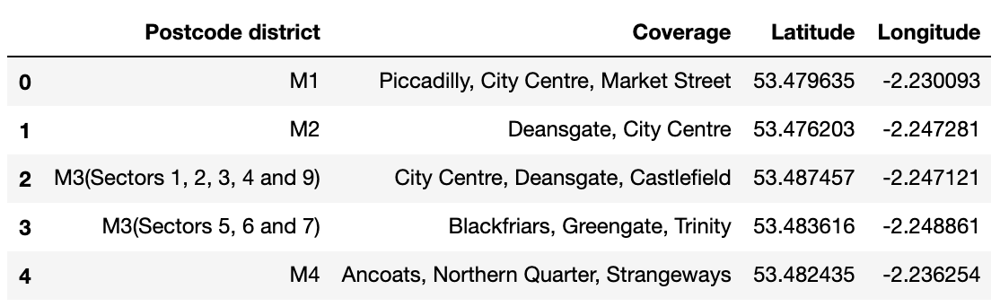 Postcode district Coverage Latitude Longitude
0 M1 Piccadilly, City Centre, Market Street 53.479635 -2.230093
1 M2 Deansgate, City Centre 53.476203 -2.247281
2 M3(Sectors 1, 2, 3, 4 and 9) City Centre, Deansgate, Castlefield 53.487457 -2.247121
3 M3(Sectors 5, 6 and 7) Blackfriars, Greengate, Trinity 53.483616 -2.248861
4 M4 Ancoats, Northern Quarter, Strangeways 53.482435 -2.236254